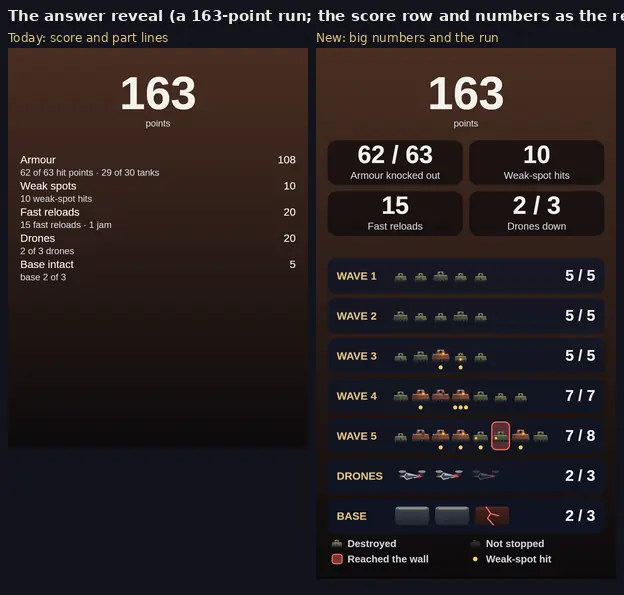 The answer reveal (a 163-point run; the score row and numbers as the re
Today: score and part lines
163
points
Armour 108
62 of 63 hit points · 29 of 30 tanks
Weak spots 10
10 weak-spot hits
Fast reloads 20
15 fast reloads · 1 jam
Drones 20
2 of 3 drones
Base intact 5
base 2 of 3
New: big numbers and the run
163
points
62 / 63
Armour knocked out
10
Weak-spot hits
15
Fast reloads
2 / 3
Drones down
WAVE 1 5 / 5
WAVE 2 5 / 5
WAVE 3 5 / 5
WAVE 4 7 / 7
WAVE 5 7 / 8
DRONES 2 / 3
BASE 2 / 3
Destroyed
Not stopped
Reached the wall
Weak-spot hit